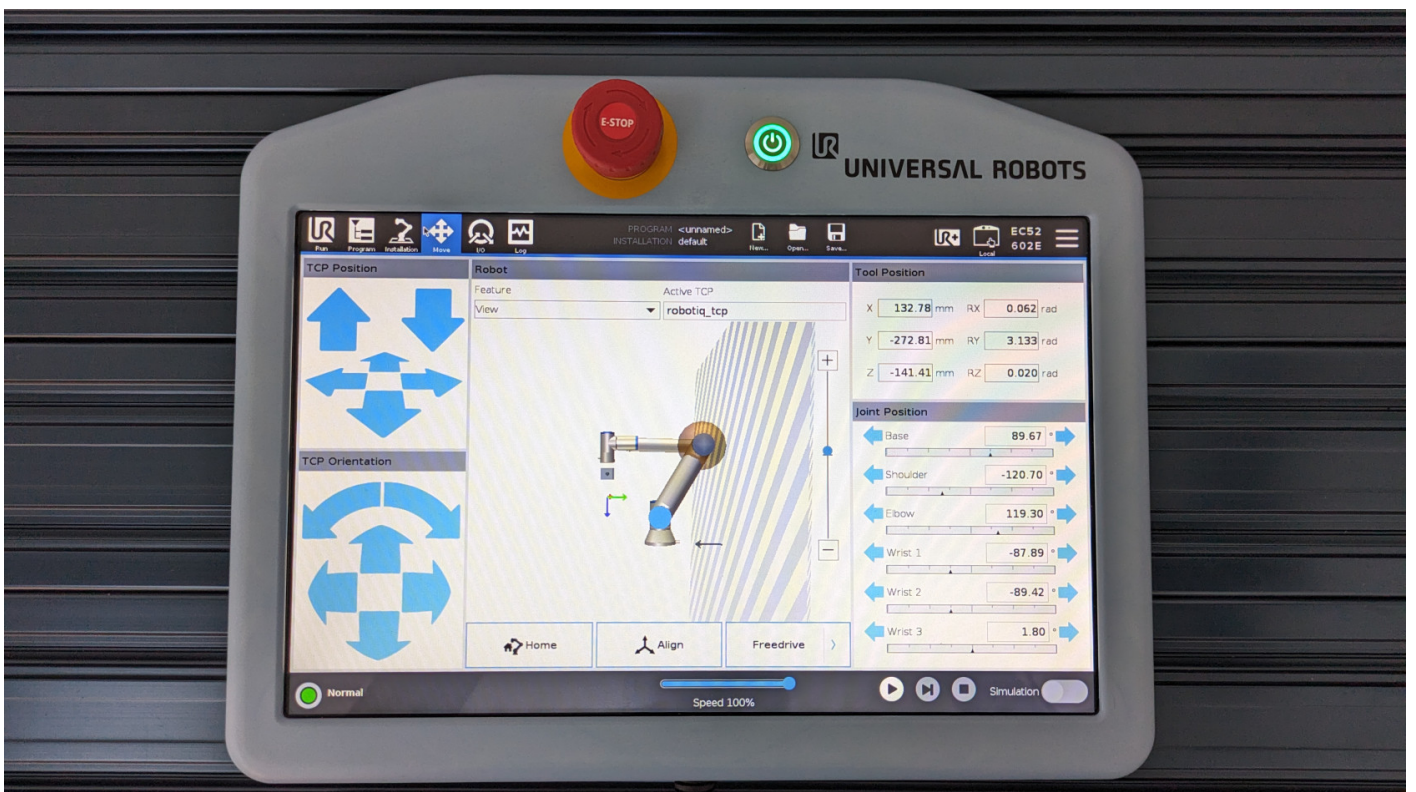 E-STOP
UNIVERSAL ROBOTS
Run Program Installation Move I/O Log
PROGRAM <unnamed>
INSTALLATION default
New... Open... Save...
Local
EC52
602E
TCP Position
TCP Orientation
Robot
Feature
View
Active TCP
robotiq_tcp
+
−
Home
Align
Freedrive
Tool Position
X 132.78 mm RX 0.062 rad
Y -272.81 mm RY 3.133 rad
Z -141.41 mm RZ 0.020 rad
Joint Position
Base 89.67 °
Shoulder -120.70 °
Elbow 119.30 °
Wrist 1 -87.89 °
Wrist 2 -89.42 °
Wrist 3 1.80 °
Normal
Speed 100%
Simulation